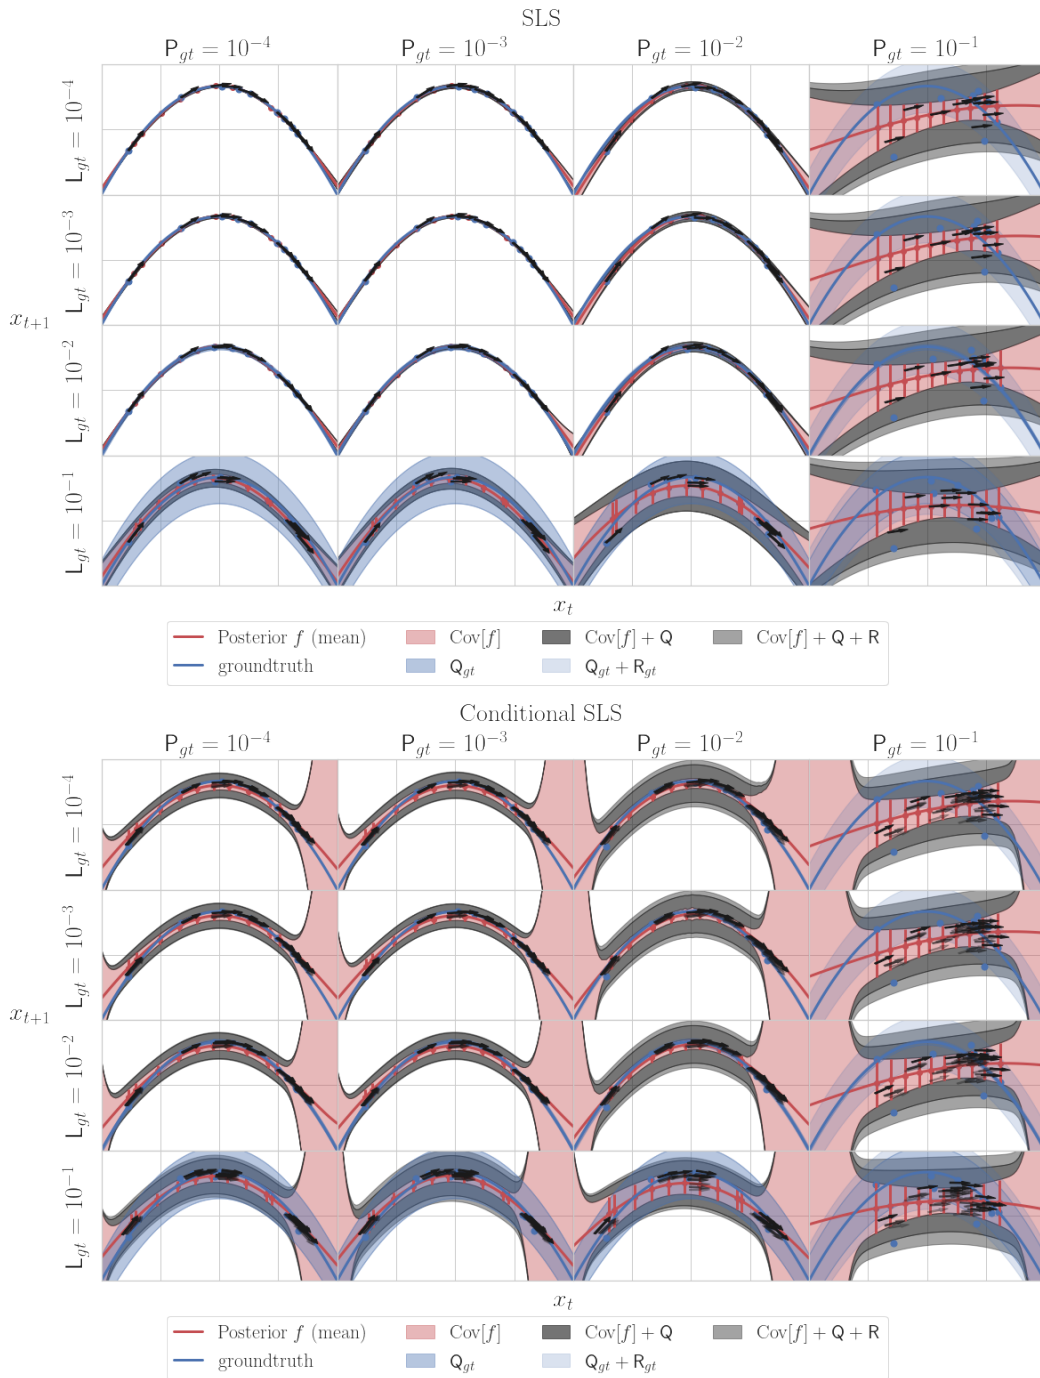 SLS
P_gt = 10^-4 P_gt = 10^-3 P_gt = 10^-2 P_gt = 10^-1
L_gt = 10^-4
L_gt = 10^-3
x_{t+1}
L_gt = 10^-2
L_gt = 10^-1
x_t
Posterior f (mean) Cov[f] Cov[f] + Q Cov[f] + Q + R
groundtruth Q_gt Q_gt + R_gt
Conditional SLS
P_gt = 10^-4 P_gt = 10^-3 P_gt = 10^-2 P_gt = 10^-1
L_gt = 10^-4
L_gt = 10^-3
x_{t+1}
L_gt = 10^-2
L_gt = 10^-1
x_t
Posterior f (mean) Cov[f] Cov[f] + Q Cov[f] + Q + R
groundtruth Q_gt Q_gt + R_gt